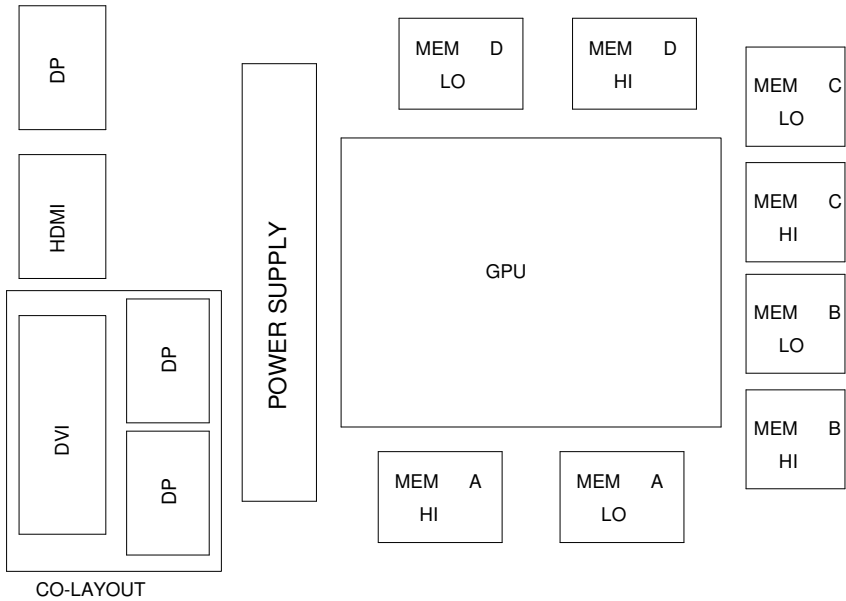 DP
HDMI
DVI
DP
DP
CO-LAYOUT
POWER SUPPLY
MEM D
LO
MEM D
HI
GPU
MEM A
HI
MEM A
LO
MEM C
LO
MEM C
HI
MEM B
LO
MEM B
HI